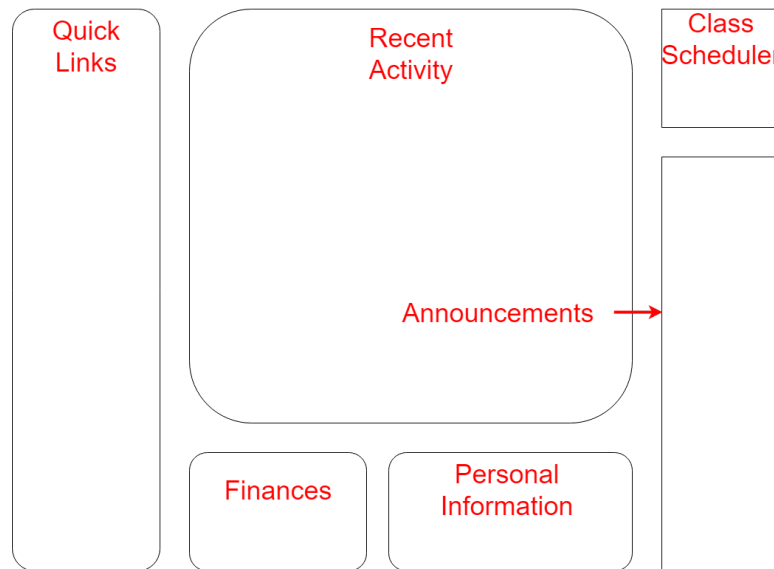 Quick
Links
Recent
Activity
Class
Scheduler
Announcements
Finances
Personal
Information